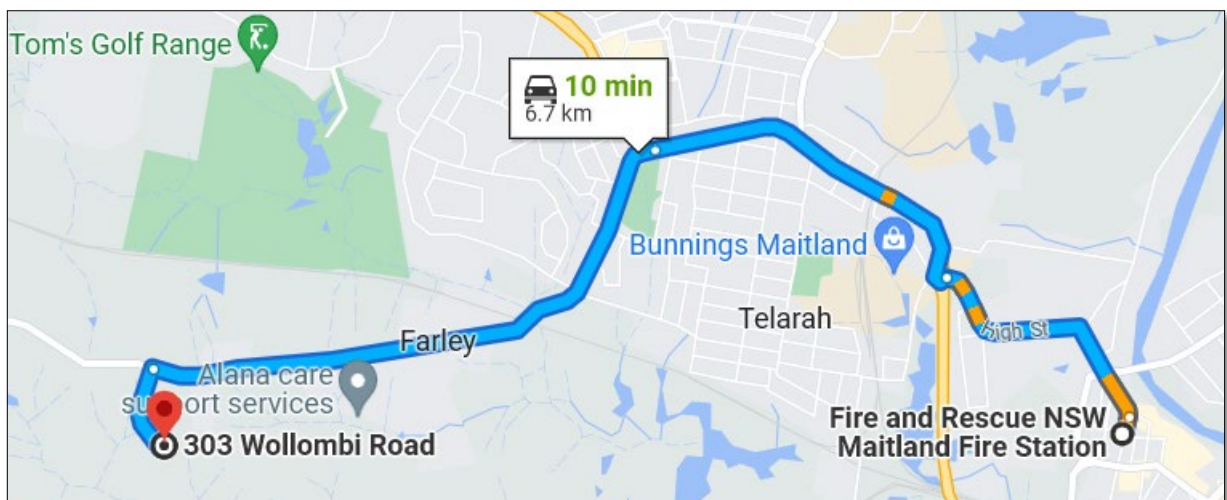 Tom's Golf Range
10 min
6.7 km
Bunnings Maitland
Telarah
High St
Farley
Alana care
support services
303 Wollombi Road
Fire and Rescue NSW
Maitland Fire Station